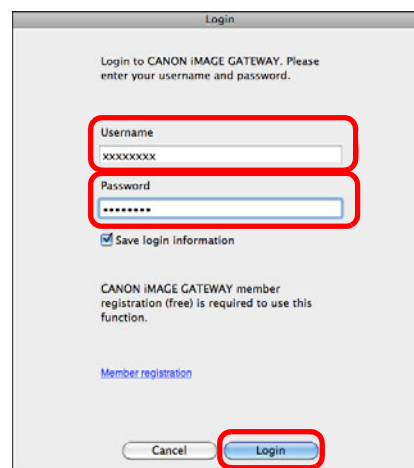 Login
Login to CANON iMAGE GATEWAY. Please
enter your username and password.
Username
xxxxxxxx
Password
••••••••
Save login information
CANON iMAGE GATEWAY member
registration (free) is required to use this
function.
Member registration
Cancel
Login